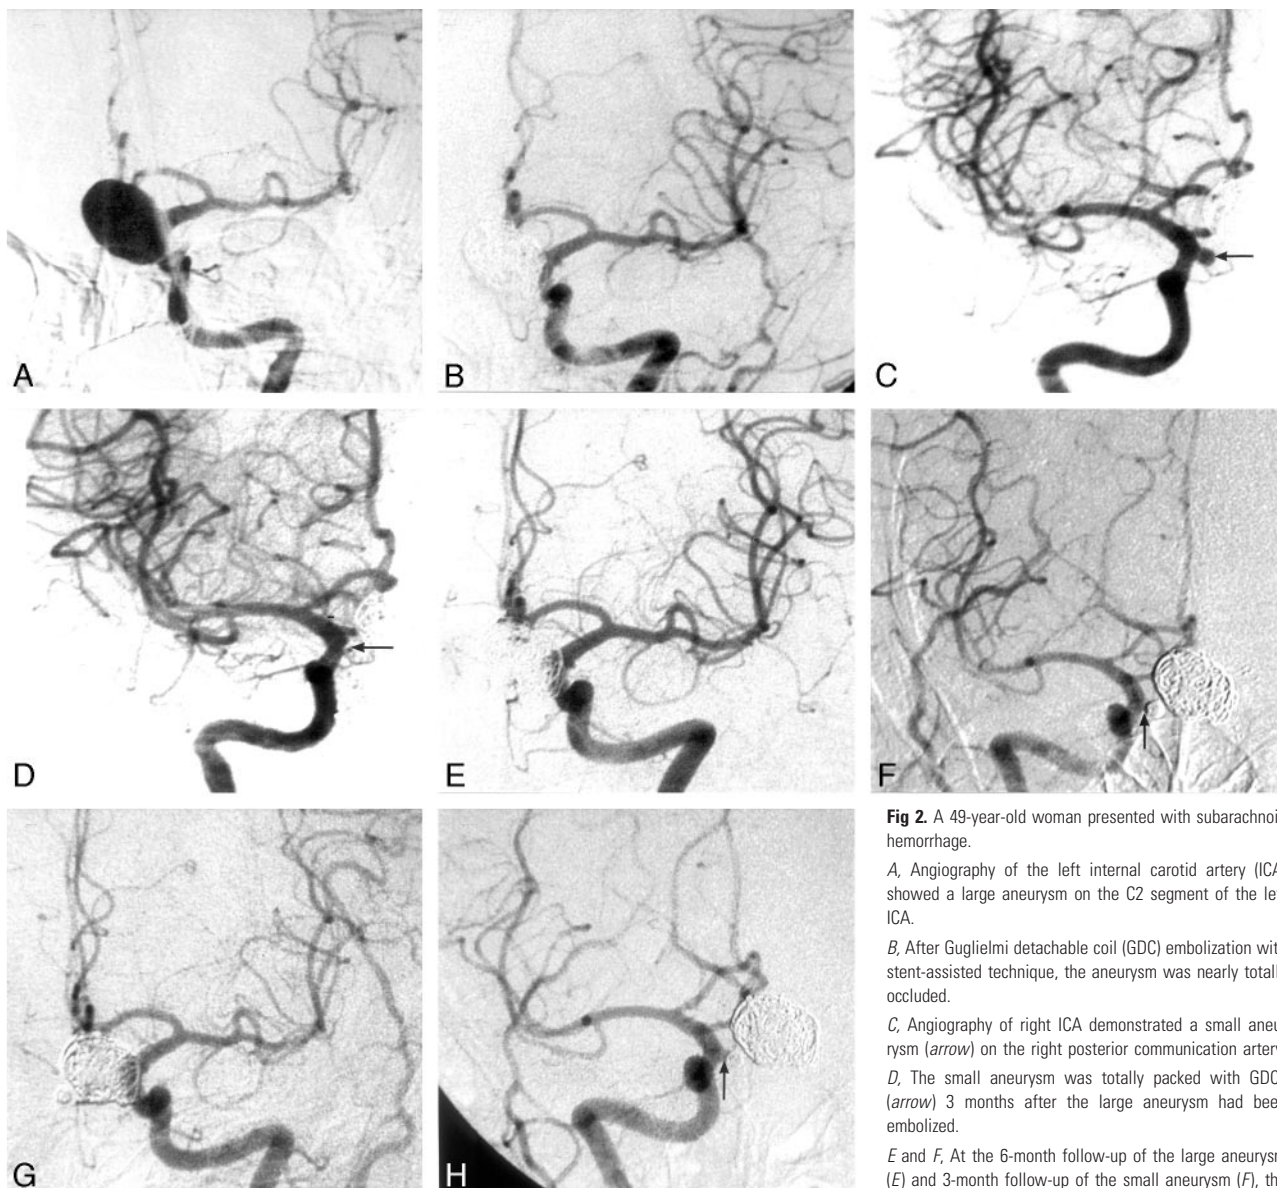 A
B
C
D
E
F
G
H
Fig 2. A 49-year-old woman presented with subarachnoi
hemorrhage.
A, Angiography of the left internal carotid artery (ICA
showed a large aneurysm on the C2 segment of the le
ICA.
B, After Guglielmi detachable coil (GDC) embolization wit
stent-assisted technique, the aneurysm was nearly totall
occluded.
C, Angiography of right ICA demonstrated a small aneu
rysm (arrow) on the right posterior communication artery
D, The small aneurysm was totally packed with GDC
(arrow) 3 months after the large aneurysm had bee
embolized.
E and F, At the 6-month follow-up of the large aneurysm
(E) and 3-month follow-up of the small aneurysm (F), th